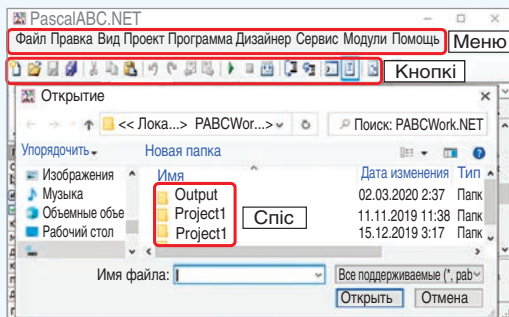 PascalABC.NET
Файл Правка Вид Проект Программа Дизайнер Сервис Модули Помощь
Меню
Кнопкі
Открытие
<< Лока...> PABCWor...>
Поиск: PABCWork.NET
Упорядочить
Новая папка
Имя
Дата изменения
Тип
Изображения
Output
02.03.2020 2:37
Папк
Музыка
Project1
11.11.2019 11:38
Папк
Объемные объе
Project1
15.12.2019 3:17
Папк
Рабочий стол
Спіс
Имя файла:
Все поддерживаемые (*, pab
Открыть
Отмена